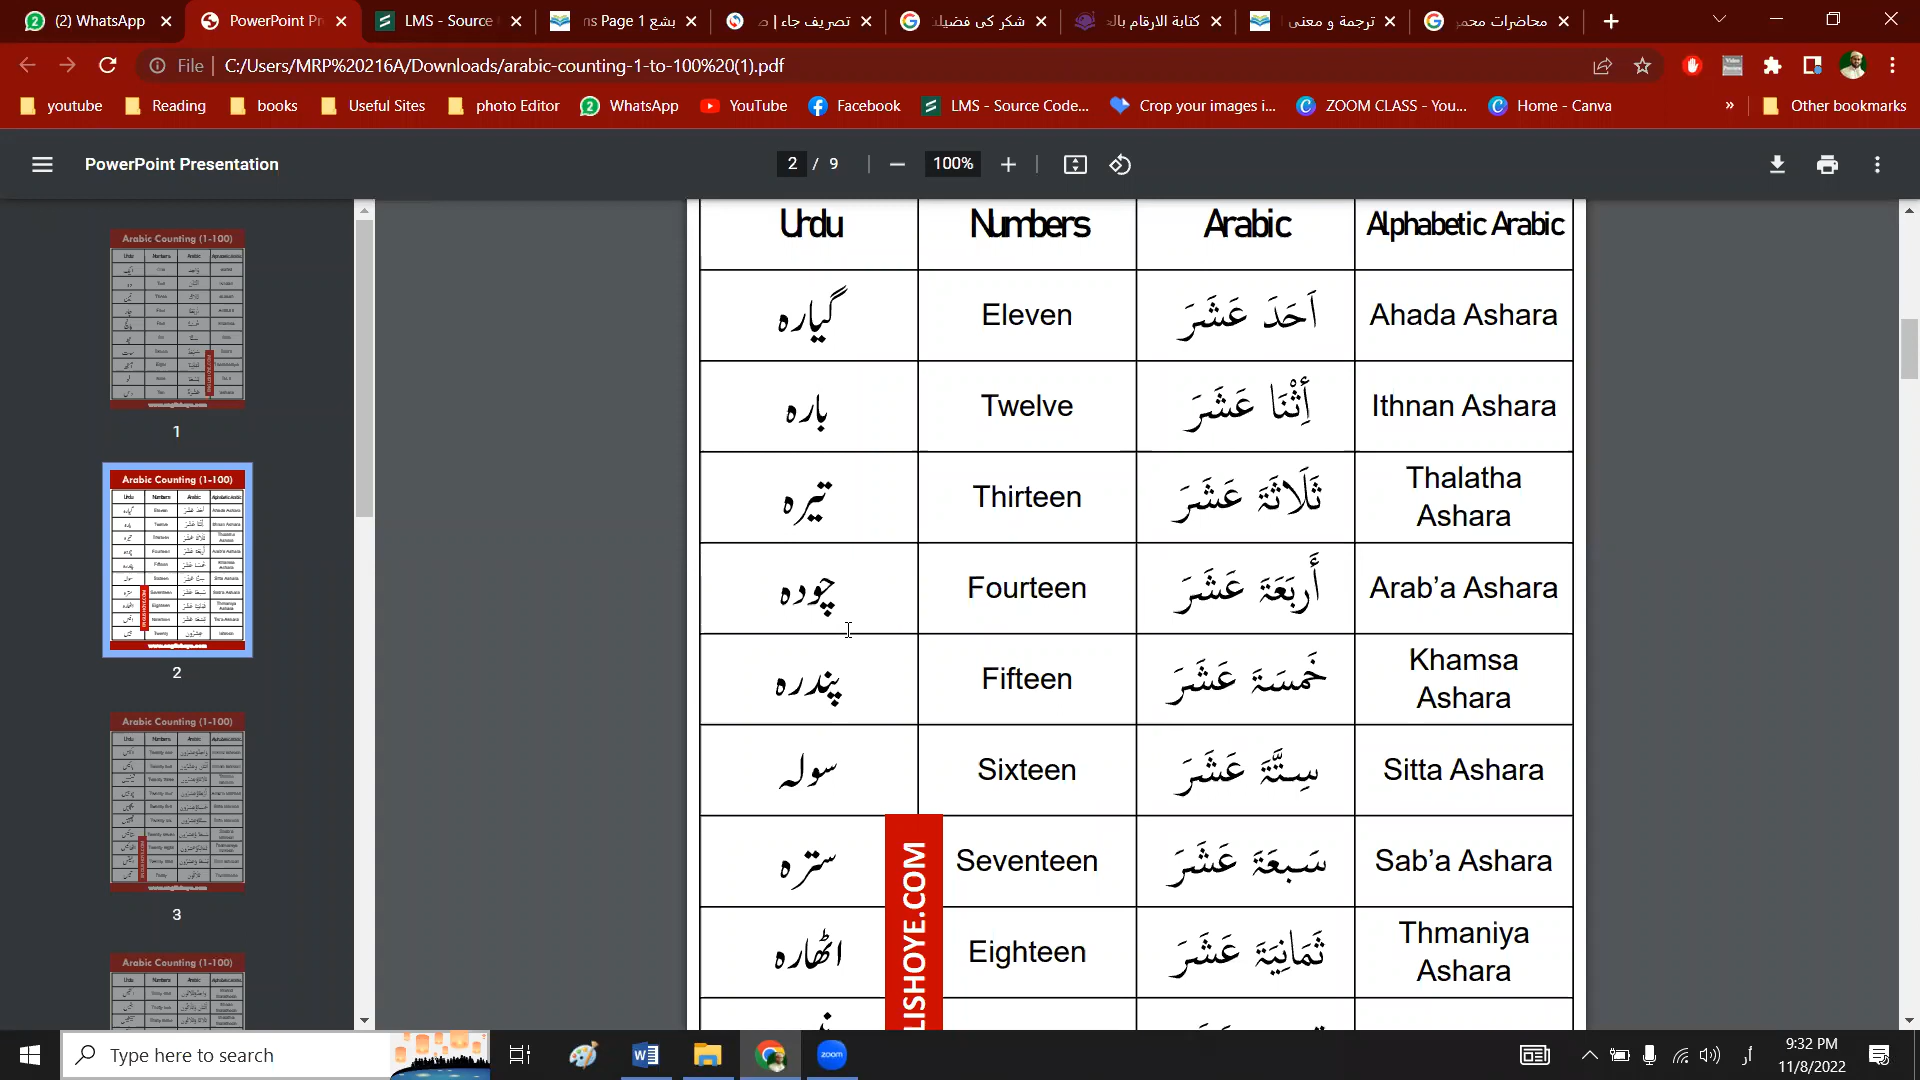 (2) WhatsApp
PowerPoint Pr
LMS - Source
ns Page 1 بشع
تصريف جاء | ص
شکر کی فضیلت
كتابة الارقام بالح
ترجمة و معنى
محاضرات محمو
File C:/Users/MRP%20216A/Downloads/arabic-counting-1-to-100%20(1).pdf
youtube Reading books Useful Sites photo Editor WhatsApp YouTube Facebook LMS - Source Code... Crop your images i... ZOOM CLASS - You... Home - Canva » Other bookmarks
PowerPoint Presentation 2 / 9 100%
Arabic Counting (1-100)
1
Arabic Counting (1-100)
2
Arabic Counting (1-100)
3
Arabic Counting (1-100)
Urdu Numbers Arabic Alphabetic Arabic
گیارہ Eleven اَحَدَ عَشَرَ Ahada Ashara
بارہ Twelve أِثْنَا عَشَرَ Ithnan Ashara
تیرہ Thirteen ثَلَاثَةَ عَشَرَ Thalatha Ashara
چودہ Fourteen أَربَعَةَ عَشَرَ Arab’a Ashara
پندرہ Fifteen خَمسَةَ عَشَرَ Khamsa Ashara
سولہ Sixteen سِتَّةَ عَشَرَ Sitta Ashara
سترہ Seventeen سَبعَةَ عَشَرَ Sab’a Ashara
اٹھارہ Eighteen ثَمَانِيَةَ عَشَرَ Thmaniya Ashara
LISHOYE.COM
Type here to search
zoom
9:32 PM
11/8/2022